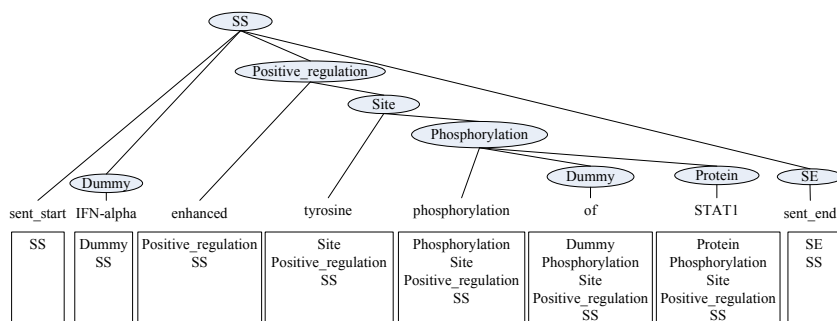 SS
Positive_regulation
Site
Phosphorylation
Dummy
Dummy
Protein
SE
sent_start IFN-alpha enhanced tyrosine phosphorylation of STAT1 sent_end
SS
Dummy
SS
Positive_regulation
SS
Site
Positive_regulation
SS
Phosphorylation
Site
Positive_regulation
SS
Dummy
Phosphorylation
Site
Positive_regulation
SS
Protein
Phosphorylation
Site
Positive_regulation
SS
SE
SS